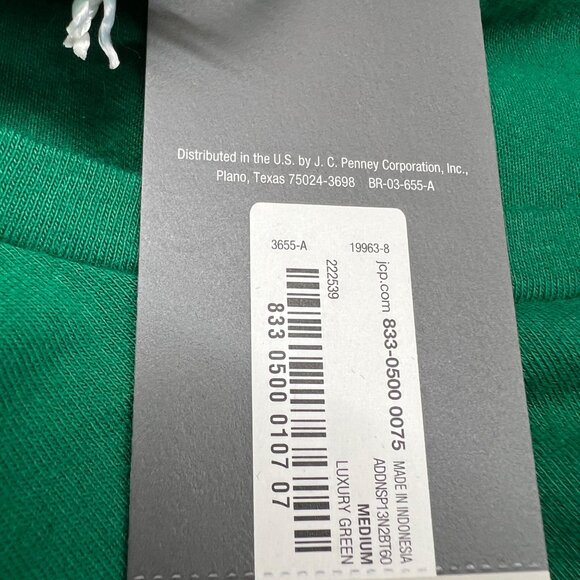 Distributed in the U.S. by J. C. Penney Corporation, Inc.,
Plano, Texas 75024-3698 BR-03-655-A
3655-A 19963-8
jcp.com 833-0500 0075 MADE IN INDONESIA
ADDNSP13N2BT60
MEDIUM
LUXURY GREEN
222539
833 0500 0107 07